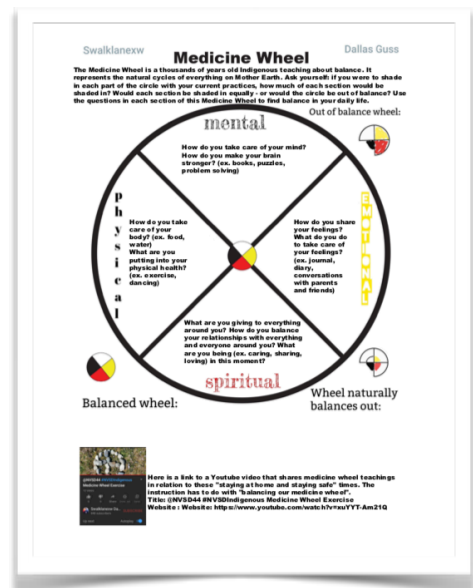 Swalklanexw
Dallas Guss
Medicine Wheel
The Medicine Wheel is a thousands of years old Indigenous teaching about balance. It
represents the natural cycles of everything on Mother Earth. Ask yourself: if you were to shade
in each part of the circle with your current practices, how much of each section would be
shaded in? Would each section be shaded in equally - or would the circle be out of balance? Use
the questions in each section of this Medicine Wheel to find balance in your daily life.
Out of balance wheel:
mental
How do you take care of your mind?
How do you make your brain
stronger? (ex. books, puzzles,
problem solving)
physical
How do you take
care of your
body? (ex. food,
water)
What are you
putting into your
physical health?
(ex. exercise,
dancing)
How do you share
your feelings?
What do you do
to take care of
your feelings?
(ex. journal,
diary,
conversations
with parents
and friends)
EMOTIONAL
What are you giving to everything
around you? How do you balance
your relationships with everything
and everyone around you? What
are you being (ex. caring, sharing,
loving) in this moment?
spiritual
Balanced wheel:
Wheel naturally
balances out:
Here is a link to a Youtube video that shares medicine wheel teachings
in relation to these "staying at home and staying safe" times. The
instruction has to do with "balancing our medicine wheel".
Title: @NVSD44 #NVSDIndigenous Medicine Wheel Exercise
Website : Website: https://www.youtube.com/watch?v=xuYYT-Am21Q
@NVSD44 #NVSDIndigenous
Medicine Wheel Exercise